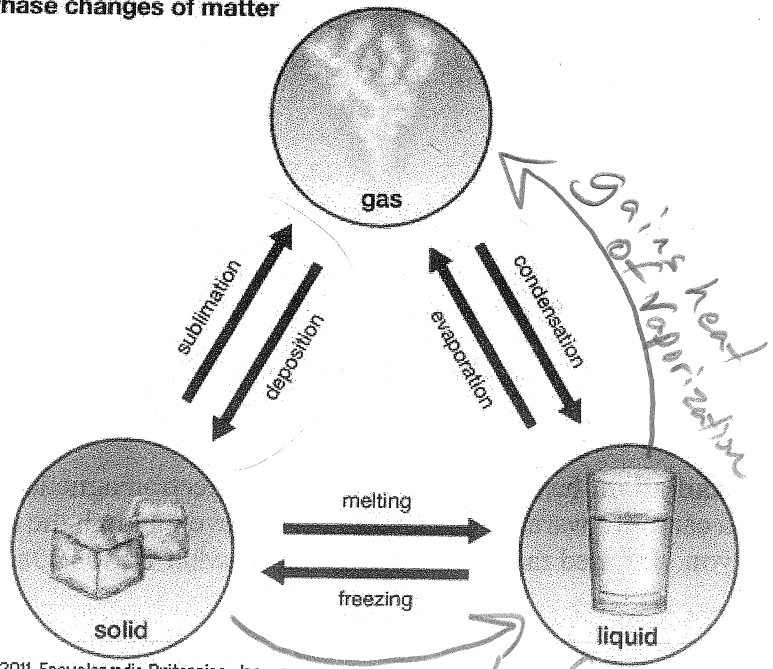 hase changes of matter
gas
gains heat
of vaporization
sublimation
deposition
condensation
evaporation
melting
freezing
solid
liquid
2011 Encyclopædia Britannica, Inc.